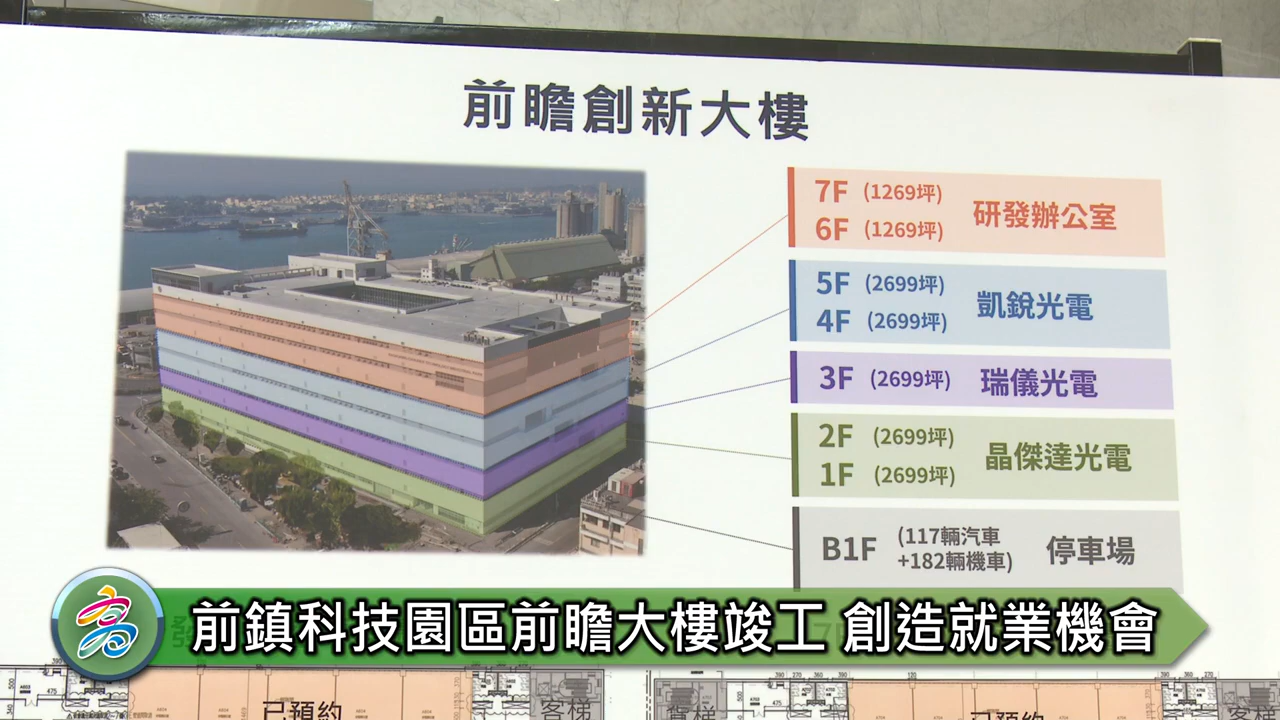 前瞻創新大樓
7F (1269坪)
6F (1269坪)
研發辦公室
5F (2699坪)
4F (2699坪)
凱銳光電
3F (2699坪) 瑞儀光電
2F (2699坪)
1F (2699坪)
晶傑達光電
B1F (117輛汽車
+182輛機車) 停車場
前鎮科技園區前瞻大樓竣工 創造就業機會
已預約
客梯
貨梯
已預約
客梯